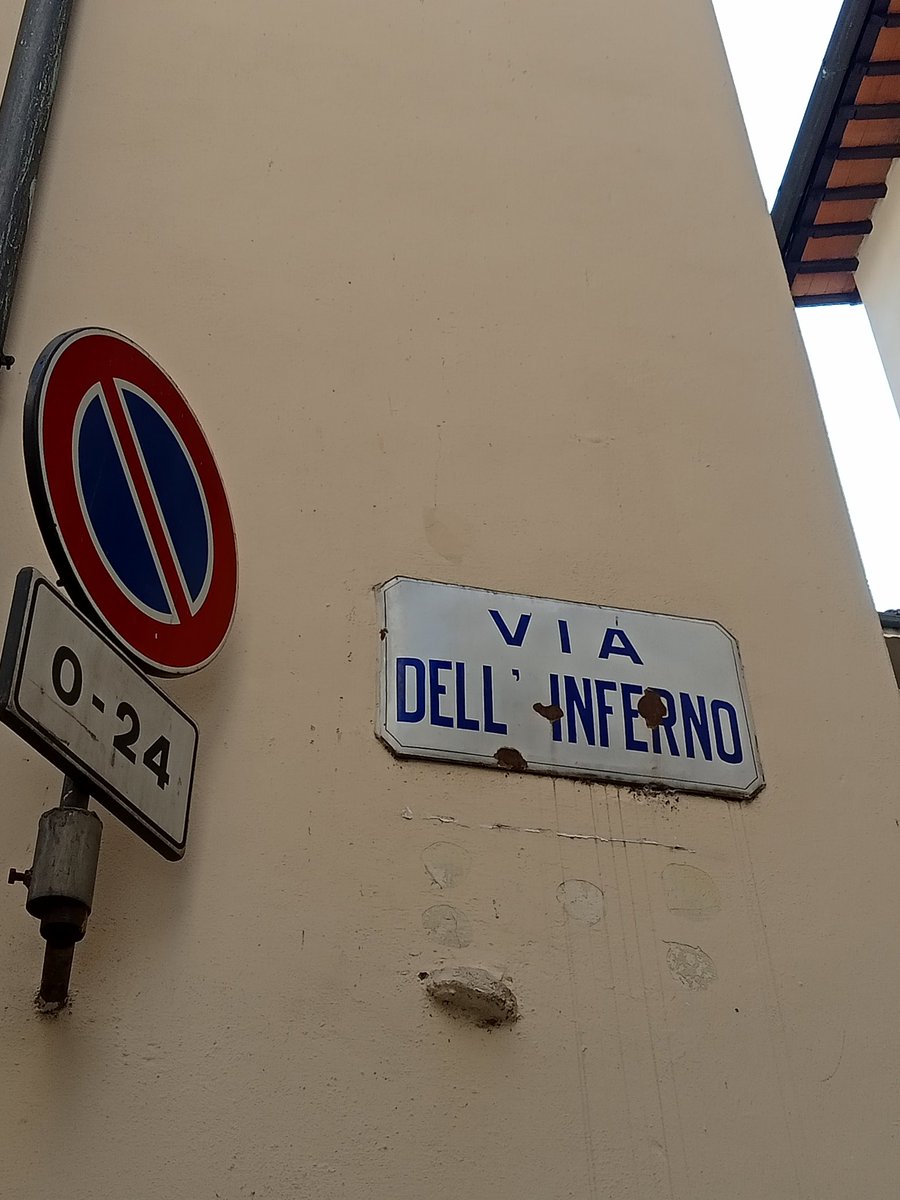 0-24
VIA
DELL' INFERNO